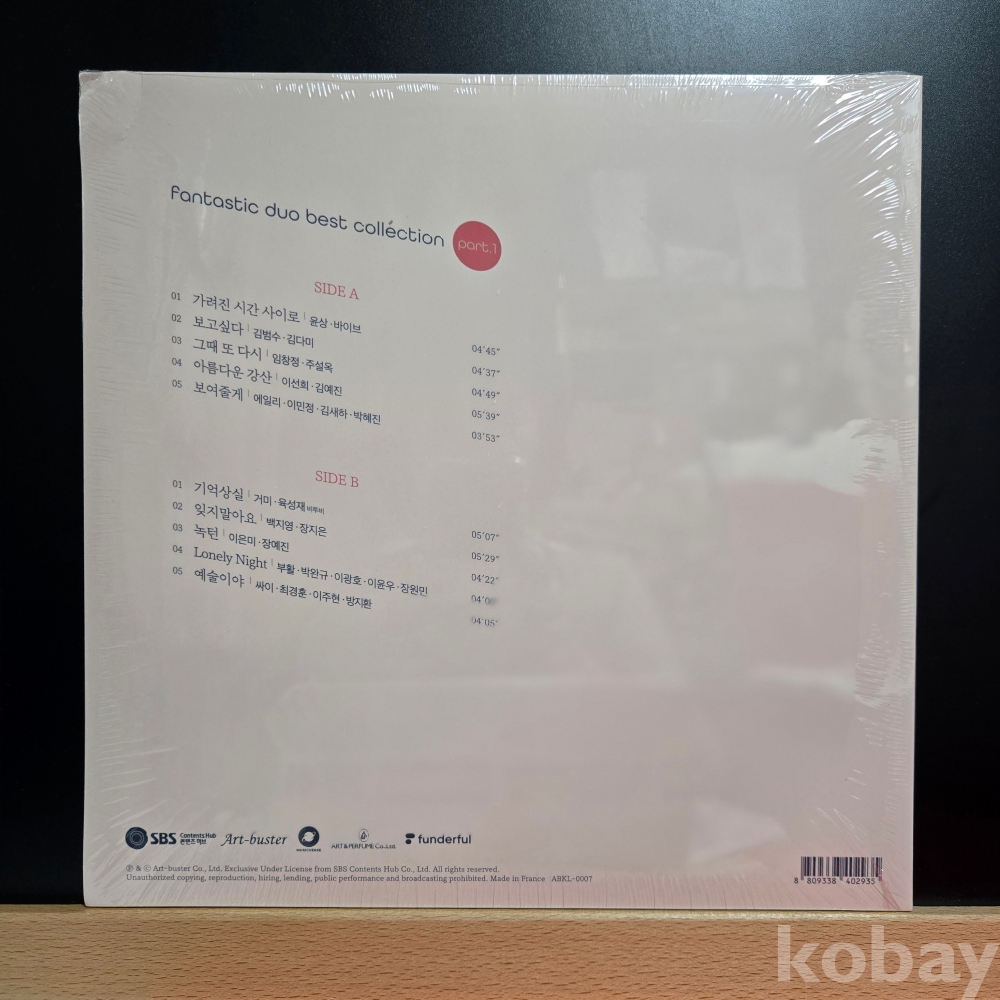 fantastic duo best collection part.1
SIDE A
01 가려진 시간 사이로 | 윤상·바이브 04'45"
02 보고싶다 | 김범수·김다미 04'37"
03 그때 또 다시 | 임창정·주설옥 04'49"
04 아름다운 강산 | 이선희·김예진 05'39"
05 보여줄게 | 에일리·이민정·김새하·박혜진 03'53"
SIDE B
01 기억상실 | 거미·육성재 비투비 05'07"
02 잊지말아요 | 백지영·장지은 05'29"
03 녹턴 | 이은미·장예진 04'22"
04 Lonely Night | 부활·박완규·이광호·이윤우·장원민
05 예술이야 | 싸이·최경훈·이주현·방지환 04'05"
SBS Contents Hub 콘텐츠 허브 Art-buster ART & PERFUME Co.,Ltd. funderful
Ⓟ & ⓒ Art-buster Co., Ltd. Exclusive Under License from SBS Contents Hub Co., Ltd. All rights reserved.
Unauthorized copying, reproduction, hiring, lending, public performance and broadcasting prohibited. Made in France ABKL-0007
8 809338 402935
kobay